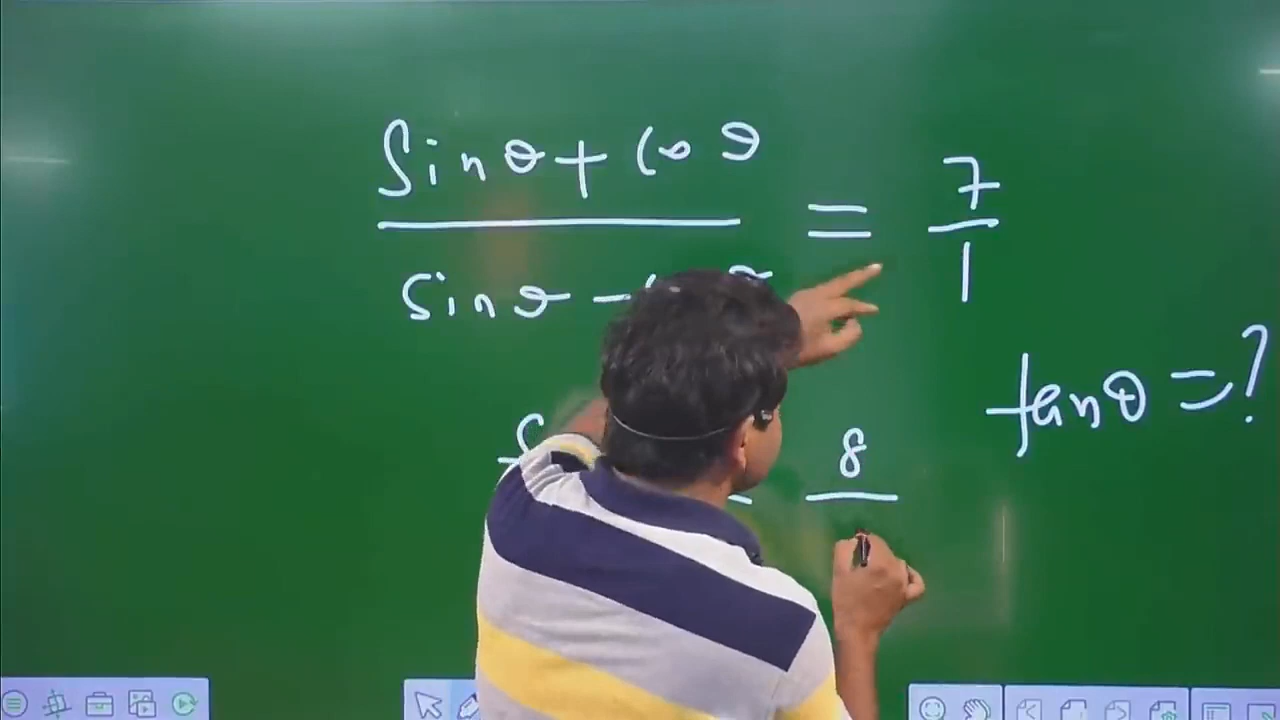 Sinθ + Cosθ
= 7/1
Sinθ −
tanθ = ?
= 8